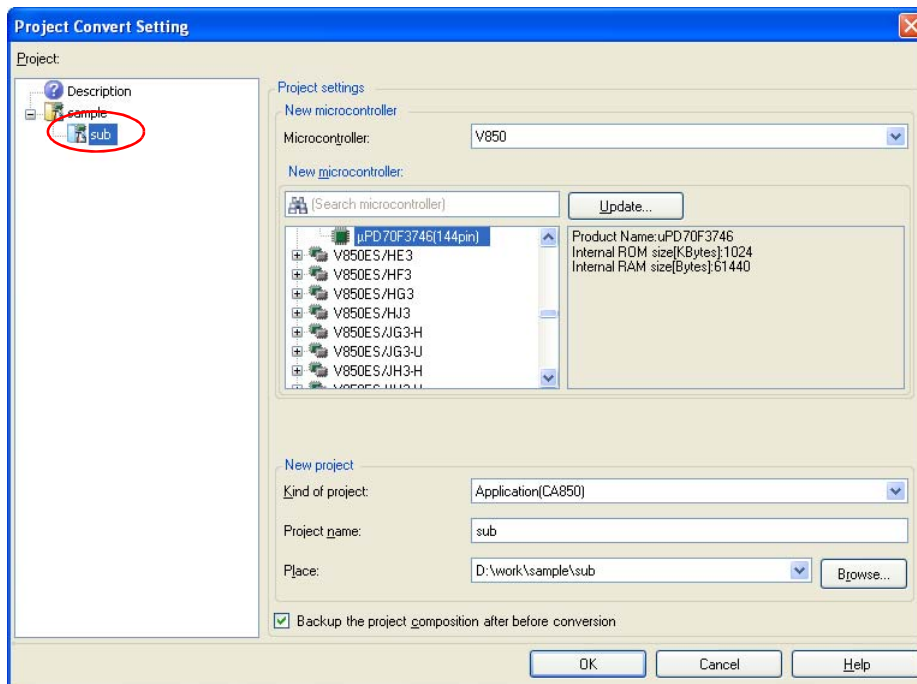 Project Convert Setting
Project:
Description
sample
sub
Project settings
New microcontroller
Microcontroller:
V850
New microcontroller:
(Search microcontroller)
Update...
µPD70F3746(144pin)
V850ES/HE3
V850ES/HF3
V850ES/HG3
V850ES/HJ3
V850ES/JG3-H
V850ES/JG3-U
V850ES/JH3-H
Product Name:uPD70F3746
Internal ROM size[KBytes]:1024
Internal RAM size[Bytes]:61440
New project
Kind of project:
Application(CA850)
Project name:
sub
Place:
D:\work\sample\sub
Browse...
Backup the project composition after before conversion
OK
Cancel
Help